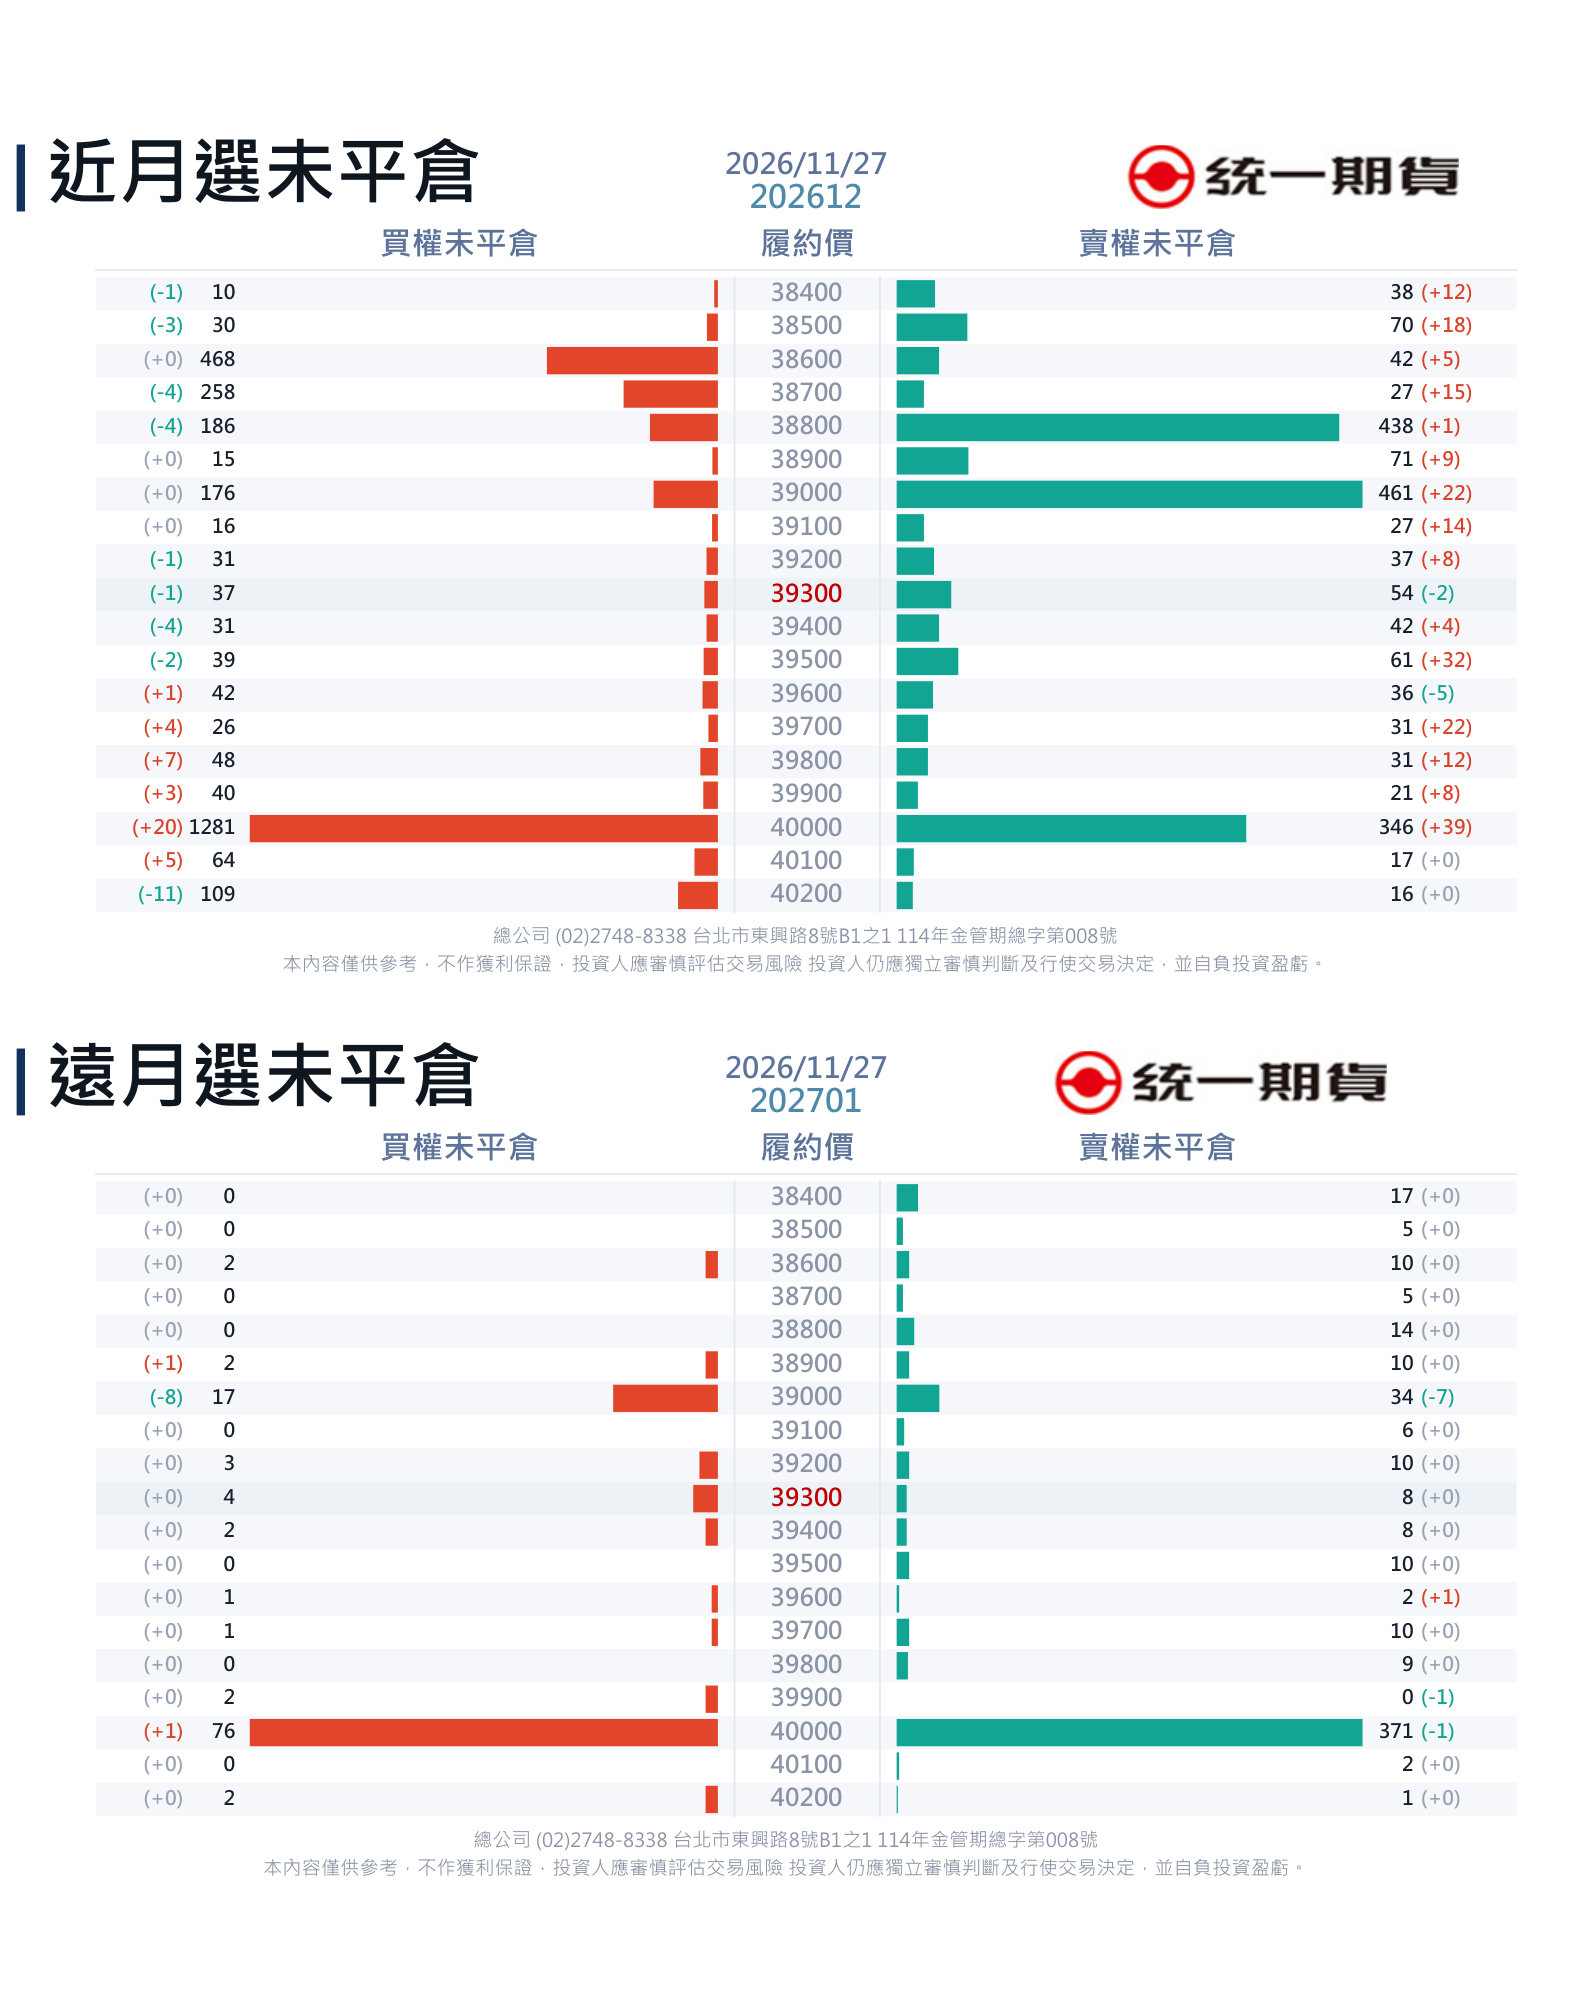 近月選未平倉
2026/11/27
202612
統一期貨
買權未平倉 履約價 賣權未平倉
(-1) 10 38400 38 (+12)
(-3) 30 38500 70 (+18)
(+0) 468 38600 42 (+5)
(-4) 258 38700 27 (+15)
(-4) 186 38800 438 (+1)
(+0) 15 38900 71 (+9)
(+0) 176 39000 461 (+22)
(+0) 16 39100 27 (+14)
(-1) 31 39200 37 (+8)
(-1) 37 39300 54 (-2)
(-4) 31 39400 42 (+4)
(-2) 39 39500 61 (+32)
(+1) 42 39600 36 (-5)
(+4) 26 39700 31 (+22)
(+7) 48 39800 31 (+12)
(+3) 40 39900 21 (+8)
(+20) 1281 40000 346 (+39)
(+5) 64 40100 17 (+0)
(-11) 109 40200 16 (+0)
總公司 (02)2748-8338 台北市東興路8號B1之1 114年金管期總字第008號
本內容僅供參考，不作獲利保證，投資人應審慎評估交易風險 投資人仍應獨立審慎判斷及行使交易決定，並自負投資盈虧。
遠月選未平倉
2026/11/27
202701
統一期貨
買權未平倉 履約價 賣權未平倉
(+0) 0 38400 17 (+0)
(+0) 0 38500 5 (+0)
(+0) 2 38600 10 (+0)
(+0) 0 38700 5 (+0)
(+0) 0 38800 14 (+0)
(+1) 2 38900 10 (+0)
(-8) 17 39000 34 (-7)
(+0) 0 39100 6 (+0)
(+0) 3 39200 10 (+0)
(+0) 4 39300 8 (+0)
(+0) 2 39400 8 (+0)
(+0) 0 39500 10 (+0)
(+0) 1 39600 2 (+1)
(+0) 1 39700 10 (+0)
(+0) 0 39800 9 (+0)
(+0) 2 39900 0 (-1)
(+1) 76 40000 371 (-1)
(+0) 0 40100 2 (+0)
(+0) 2 40200 1 (+0)
總公司 (02)2748-8338 台北市東興路8號B1之1 114年金管期總字第008號
本內容僅供參考，不作獲利保證，投資人應審慎評估交易風險 投資人仍應獨立審慎判斷及行使交易決定，並自負投資盈虧。